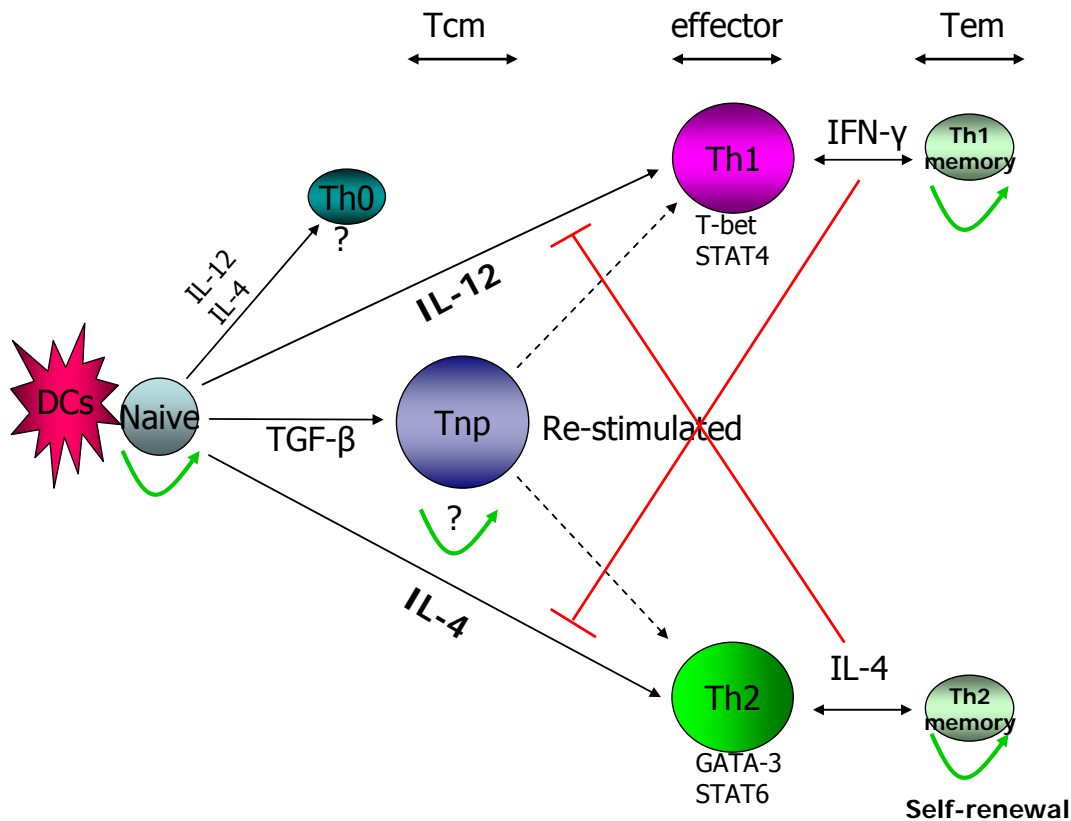 Tcm
effector
Tem
Th1
IFN-γ
Th1
memory
Th0
?
T-bet
STAT4
IL-12
IL-4
IL-12
DCs
Naive
TGF-β
Tnp
Re-stimulated
?
IL-4
Th2
IL-4
Th2
memory
GATA-3
STAT6
Self-renewal